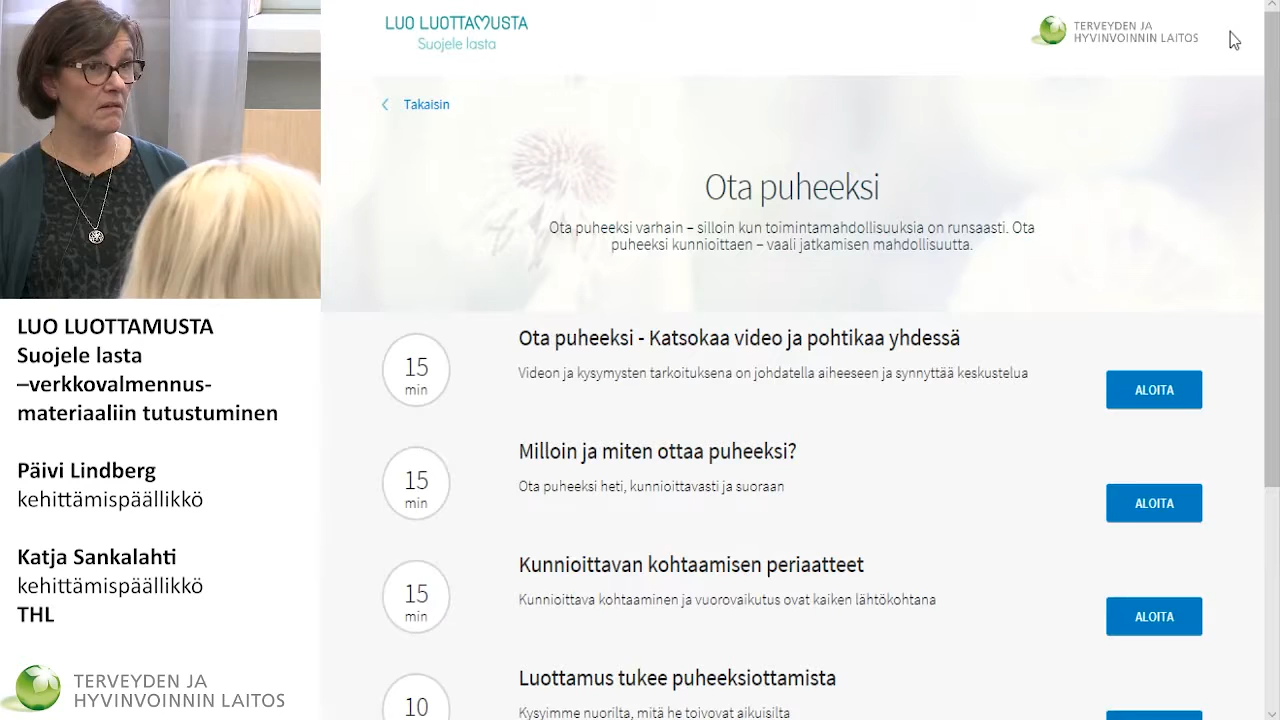 LUO LUOTTAMUSTA
Suojele lasta
TERVEYDEN JA
HYVINVOINNIN LAITOS
Takaisin
Ota puheeksi
Ota puheeksi varhain – silloin kun toimintamahdollisuuksia on runsaasti. Ota
puheeksi kunnioittaen – vaali jatkamisen mahdollisuutta.
15
min
Ota puheeksi - Katsokaa video ja pohtikaa yhdessä
Videon ja kysymysten tarkoituksena on johdatella aiheeseen ja synnyttää keskustelua
ALOITA
15
min
Milloin ja miten ottaa puheeksi?
Ota puheeksi heti, kunnioittavasti ja suoraan
ALOITA
15
min
Kunnioittavan kohtaamisen periaatteet
Kunnioittava kohtaaminen ja vuorovaikutus ovat kaiken lähtökohtana
ALOITA
10
Luottamus tukee puheeksiottamista
Kysyimme nuorilta, mitä he toivovat aikuisilta
LUO LUOTTAMUSTA
Suojele lasta
–verkkovalmennus-
materiaaliin tutustuminen
Päivi Lindberg
kehittämispäällikkö
Katja Sankalahti
kehittämispäällikkö
THL
TERVEYDEN JA
HYVINVOINNIN LAITOS